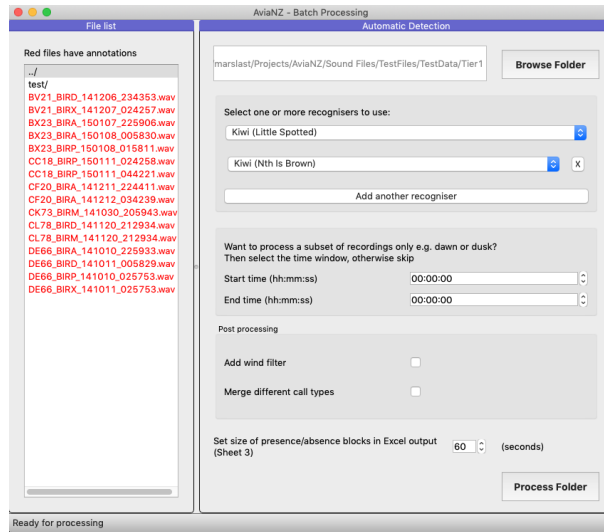 AviaNZ - Batch Processing
File list
Automatic Detection
Red files have annotations
../
test/
BV21_BIRD_141206_234353.wav
BV21_BIRX_141207_024257.wav
BX23_BIRA_150107_225906.wav
BX23_BIRA_150108_005830.wav
BX23_BIRP_150108_015811.wav
CC18_BIRP_150111_024258.wav
CC18_BIRP_150111_044221.wav
CF20_BIRA_141211_224411.wav
CF20_BIRA_141212_034239.wav
CK73_BIRM_141030_205943.wav
CL78_BIRD_141120_212934.wav
CL78_BIRM_141120_212934.wav
DE66_BIRA_141010_225933.wav
DE66_BIRD_141011_005829.wav
DE66_BIRP_141010_025753.wav
DE66_BIRX_141011_025753.wav
marslast/Projects/AviaNZ/Sound Files/TestFiles/TestData/Tier1
Browse Folder
Select one or more recognisers to use:
Kiwi (Little Spotted)
Kiwi (Nth Is Brown)
X
Add another recogniser
Want to process a subset of recordings only e.g. dawn or dusk?
Then select the time window, otherwise skip
Start time (hh:mm:ss)
00:00:00
End time (hh:mm:ss)
00:00:00
Post processing
Add wind filter
Merge different call types
Set size of presence/absence blocks in Excel output
(Sheet 3)
60
(seconds)
Process Folder
Ready for processing